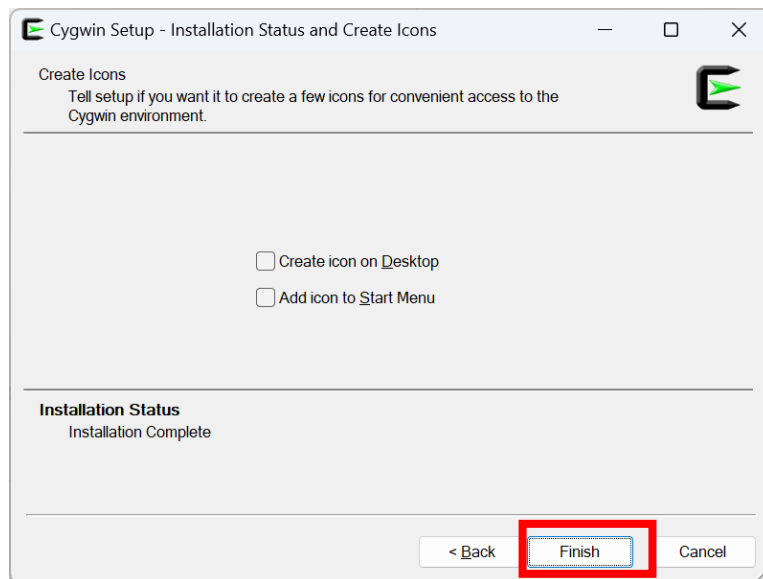 Cygwin Setup - Installation Status and Create Icons
Create Icons
Tell setup if you want it to create a few icons for convenient access to the
Cygwin environment.
Create icon on Desktop
Add icon to Start Menu
Installation Status
Installation Complete
< Back Finish Cancel